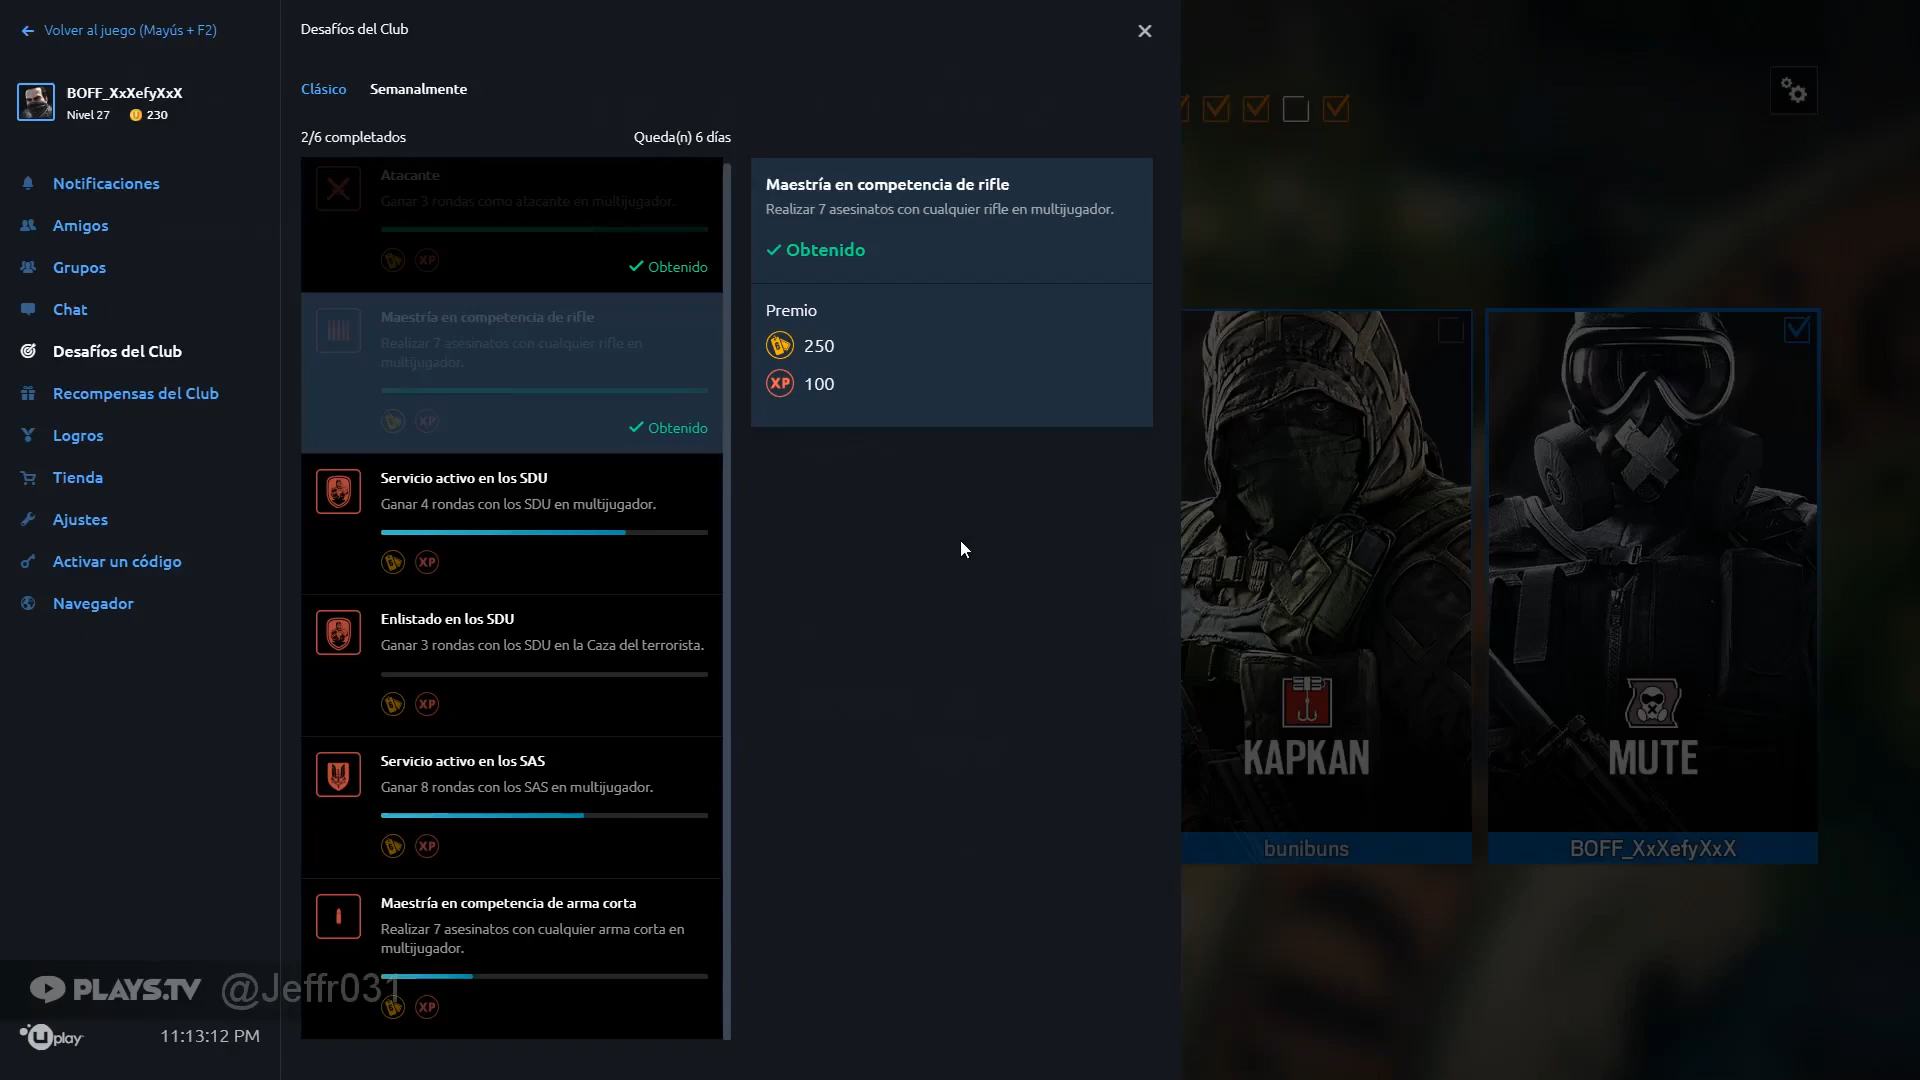 Volver al juego (Mayús + F2)
BOFF_XxXefyXxX
Nivel 27 230
Notificaciones
Amigos
Grupos
Chat
Desafíos del Club
Recompensas del Club
Logros
Tienda
Ajustes
Activar un código
Navegador
PLAYS.TV @Jeffr031
Uplay
11:13:12 PM
Desafíos del Club
Clásico Semanalmente
2/6 completados Queda(n) 6 días
Atacante
Ganar 3 rondas como atacante en multijugador.
XP
Obtenido
Maestría en competencia de rifle
Realizar 7 asesinatos con cualquier rifle en
multijugador.
XP
Obtenido
Servicio activo en los SDU
Ganar 4 rondas con los SDU en multijugador.
XP
Enlistado en los SDU
Ganar 3 rondas con los SDU en la Caza del terrorista.
XP
Servicio activo en los SAS
Ganar 8 rondas con los SAS en multijugador.
XP
Maestría en competencia de arma corta
Realizar 7 asesinatos con cualquier arma corta en
multijugador.
XP
Maestría en competencia de rifle
Realizar 7 asesinatos con cualquier rifle en multijugador.
Obtenido
Premio
250
XP 100
KAPKAN
bunibuns
MUTE
BOFF_XxXefyXxX